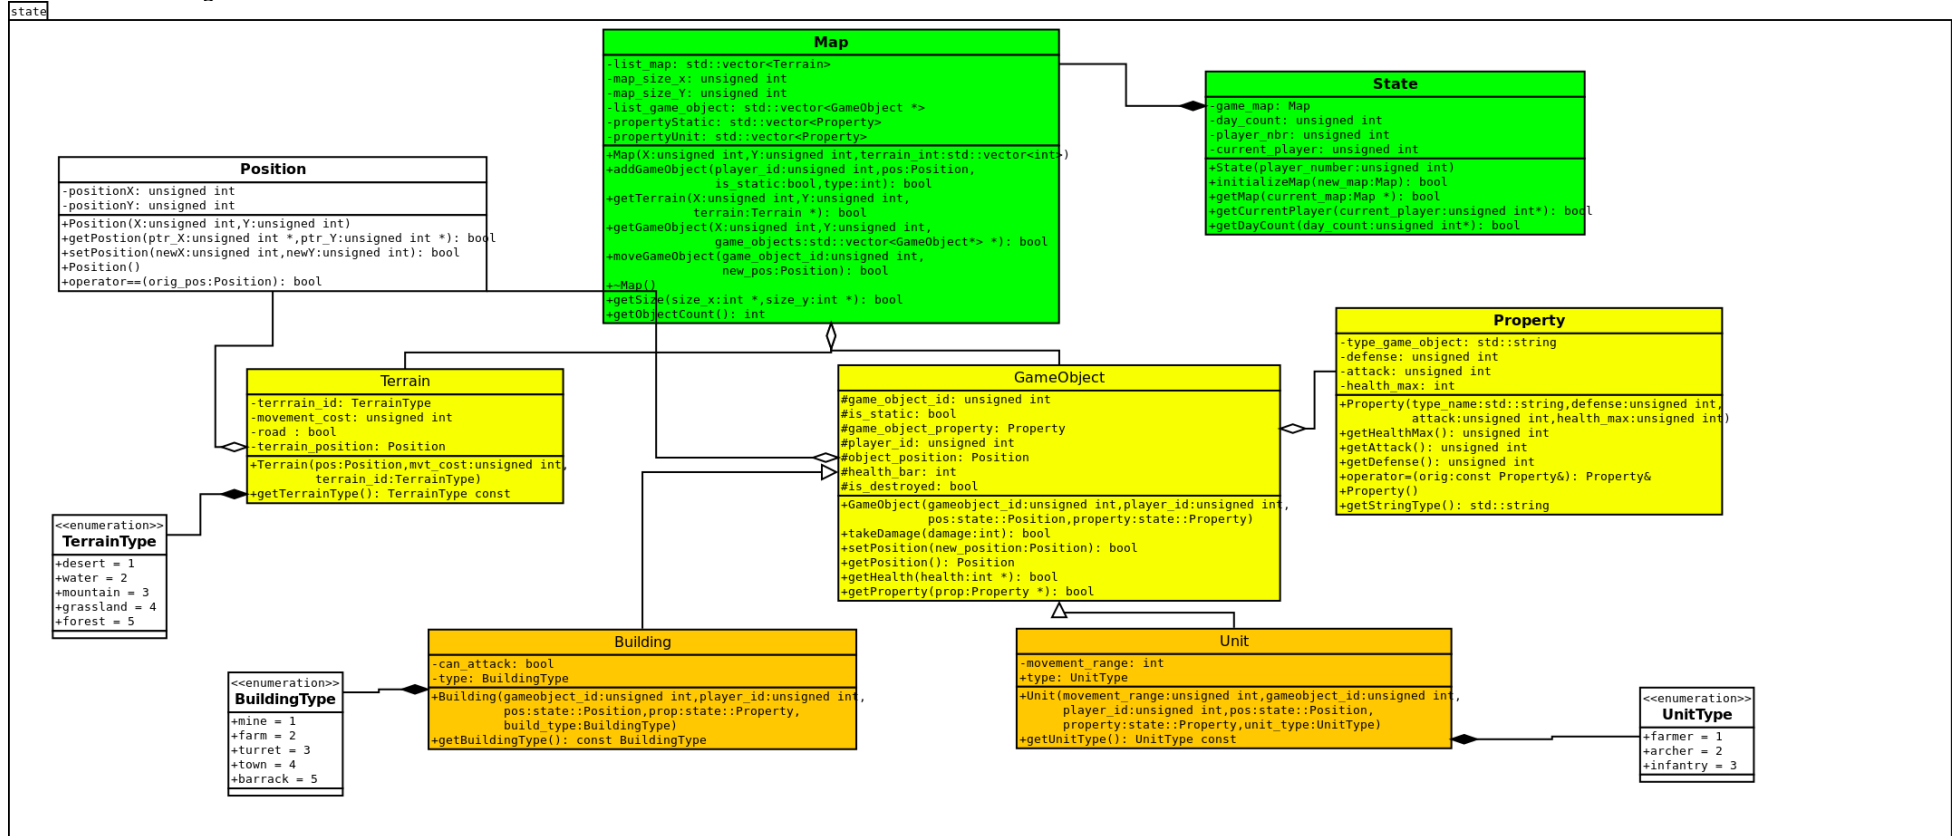 state
Map
-list_map: std::vector<Terrain>
-map_size_x: unsigned int
-map_size_Y: unsigned int
-list_game_object: std::vector<GameObject *>
-propertyStatic: std::vector<Property>
-propertyUnit: std::vector<Property>
+Map(X:unsigned int,Y:unsigned int,terrain_int:std::vector<int>)
+addGameObject(player_id:unsigned int,pos:Position,
is_static:bool,type:int): bool
+getTerrain(X:unsigned int,Y:unsigned int,
terrain:Terrain *): bool
+getGameObject(X:unsigned int,Y:unsigned int,
game_objects:std::vector<GameObject*> *): bool
+moveGameObject(game_object_id:unsigned int,
new_pos:Position): bool
+~Map()
+getSize(size_x:int *,size_y:int *): bool
+getObjectCount(): int
State
-game_map: Map
-day_count: unsigned int
-player_nbr: unsigned int
-current_player: unsigned int
+State(player_number:unsigned int)
+initializeMap(new_map:Map): bool
+getMap(current_map:Map *): bool
+getCurrentPlayer(current_player:unsigned int*): bool
+getDayCount(day_count:unsigned int*): bool
Position
-positionX: unsigned int
-positionY: unsigned int
+Position(X:unsigned int,Y:unsigned int)
+getPostion(ptr_X:unsigned int *,ptr_Y:unsigned int *): bool
+setPosition(newX:unsigned int,newY:unsigned int): bool
+Position()
+operator==(orig_pos:Position): bool
Property
-type_game_object: std::string
-defense: unsigned int
-attack: unsigned int
-health_max: int
+Property(type_name:std::string,defense:unsigned int,
attack:unsigned int,health_max:unsigned int)
+getHealthMax(): unsigned int
+getAttack(): unsigned int
+getDefense(): unsigned int
+operator=(orig:const Property&): Property&
+Property()
+getStringType(): std::string
Terrain
-terrrain_id: TerrainType
-movement_cost: unsigned int
-road : bool
-terrain_position: Position
+Terrain(pos:Position,mvt_cost:unsigned int,
terrain_id:TerrainType)
+getTerrainType(): TerrainType const
GameObject
#game_object_id: unsigned int
#is_static: bool
#game_object_property: Property
#player_id: unsigned int
#object_position: Position
#health_bar: int
#is_destroyed: bool
+GameObject(gameobject_id:unsigned int,player_id:unsigned int,
pos:state::Position,property:state::Property)
+takeDamage(damage:int): bool
+setPosition(new_position:Position): bool
+getPosition(): Position
+getHealth(health:int *): bool
+getProperty(prop:Property *): bool
<<enumeration>>
TerrainType
+desert = 1
+water = 2
+mountain = 3
+grassland = 4
+forest = 5
Building
-can_attack: bool
-type: BuildingType
+Building(gameobject_id:unsigned int,player_id:unsigned int,
pos:state::Position,prop:state::Property,
build_type:BuildingType)
+getBuildingType(): const BuildingType
Unit
-movement_range: int
+type: UnitType
+Unit(movement_range:unsigned int,gameobject_id:unsigned int,
player_id:unsigned int,pos:state::Position,
property:state::Property,unit_type:UnitType)
+getUnitType(): UnitType const
<<enumeration>>
BuildingType
+mine = 1
+farm = 2
+turret = 3
+town = 4
+barrack = 5
<<enumeration>>
UnitType
+farmer = 1
+archer = 2
+infantry = 3